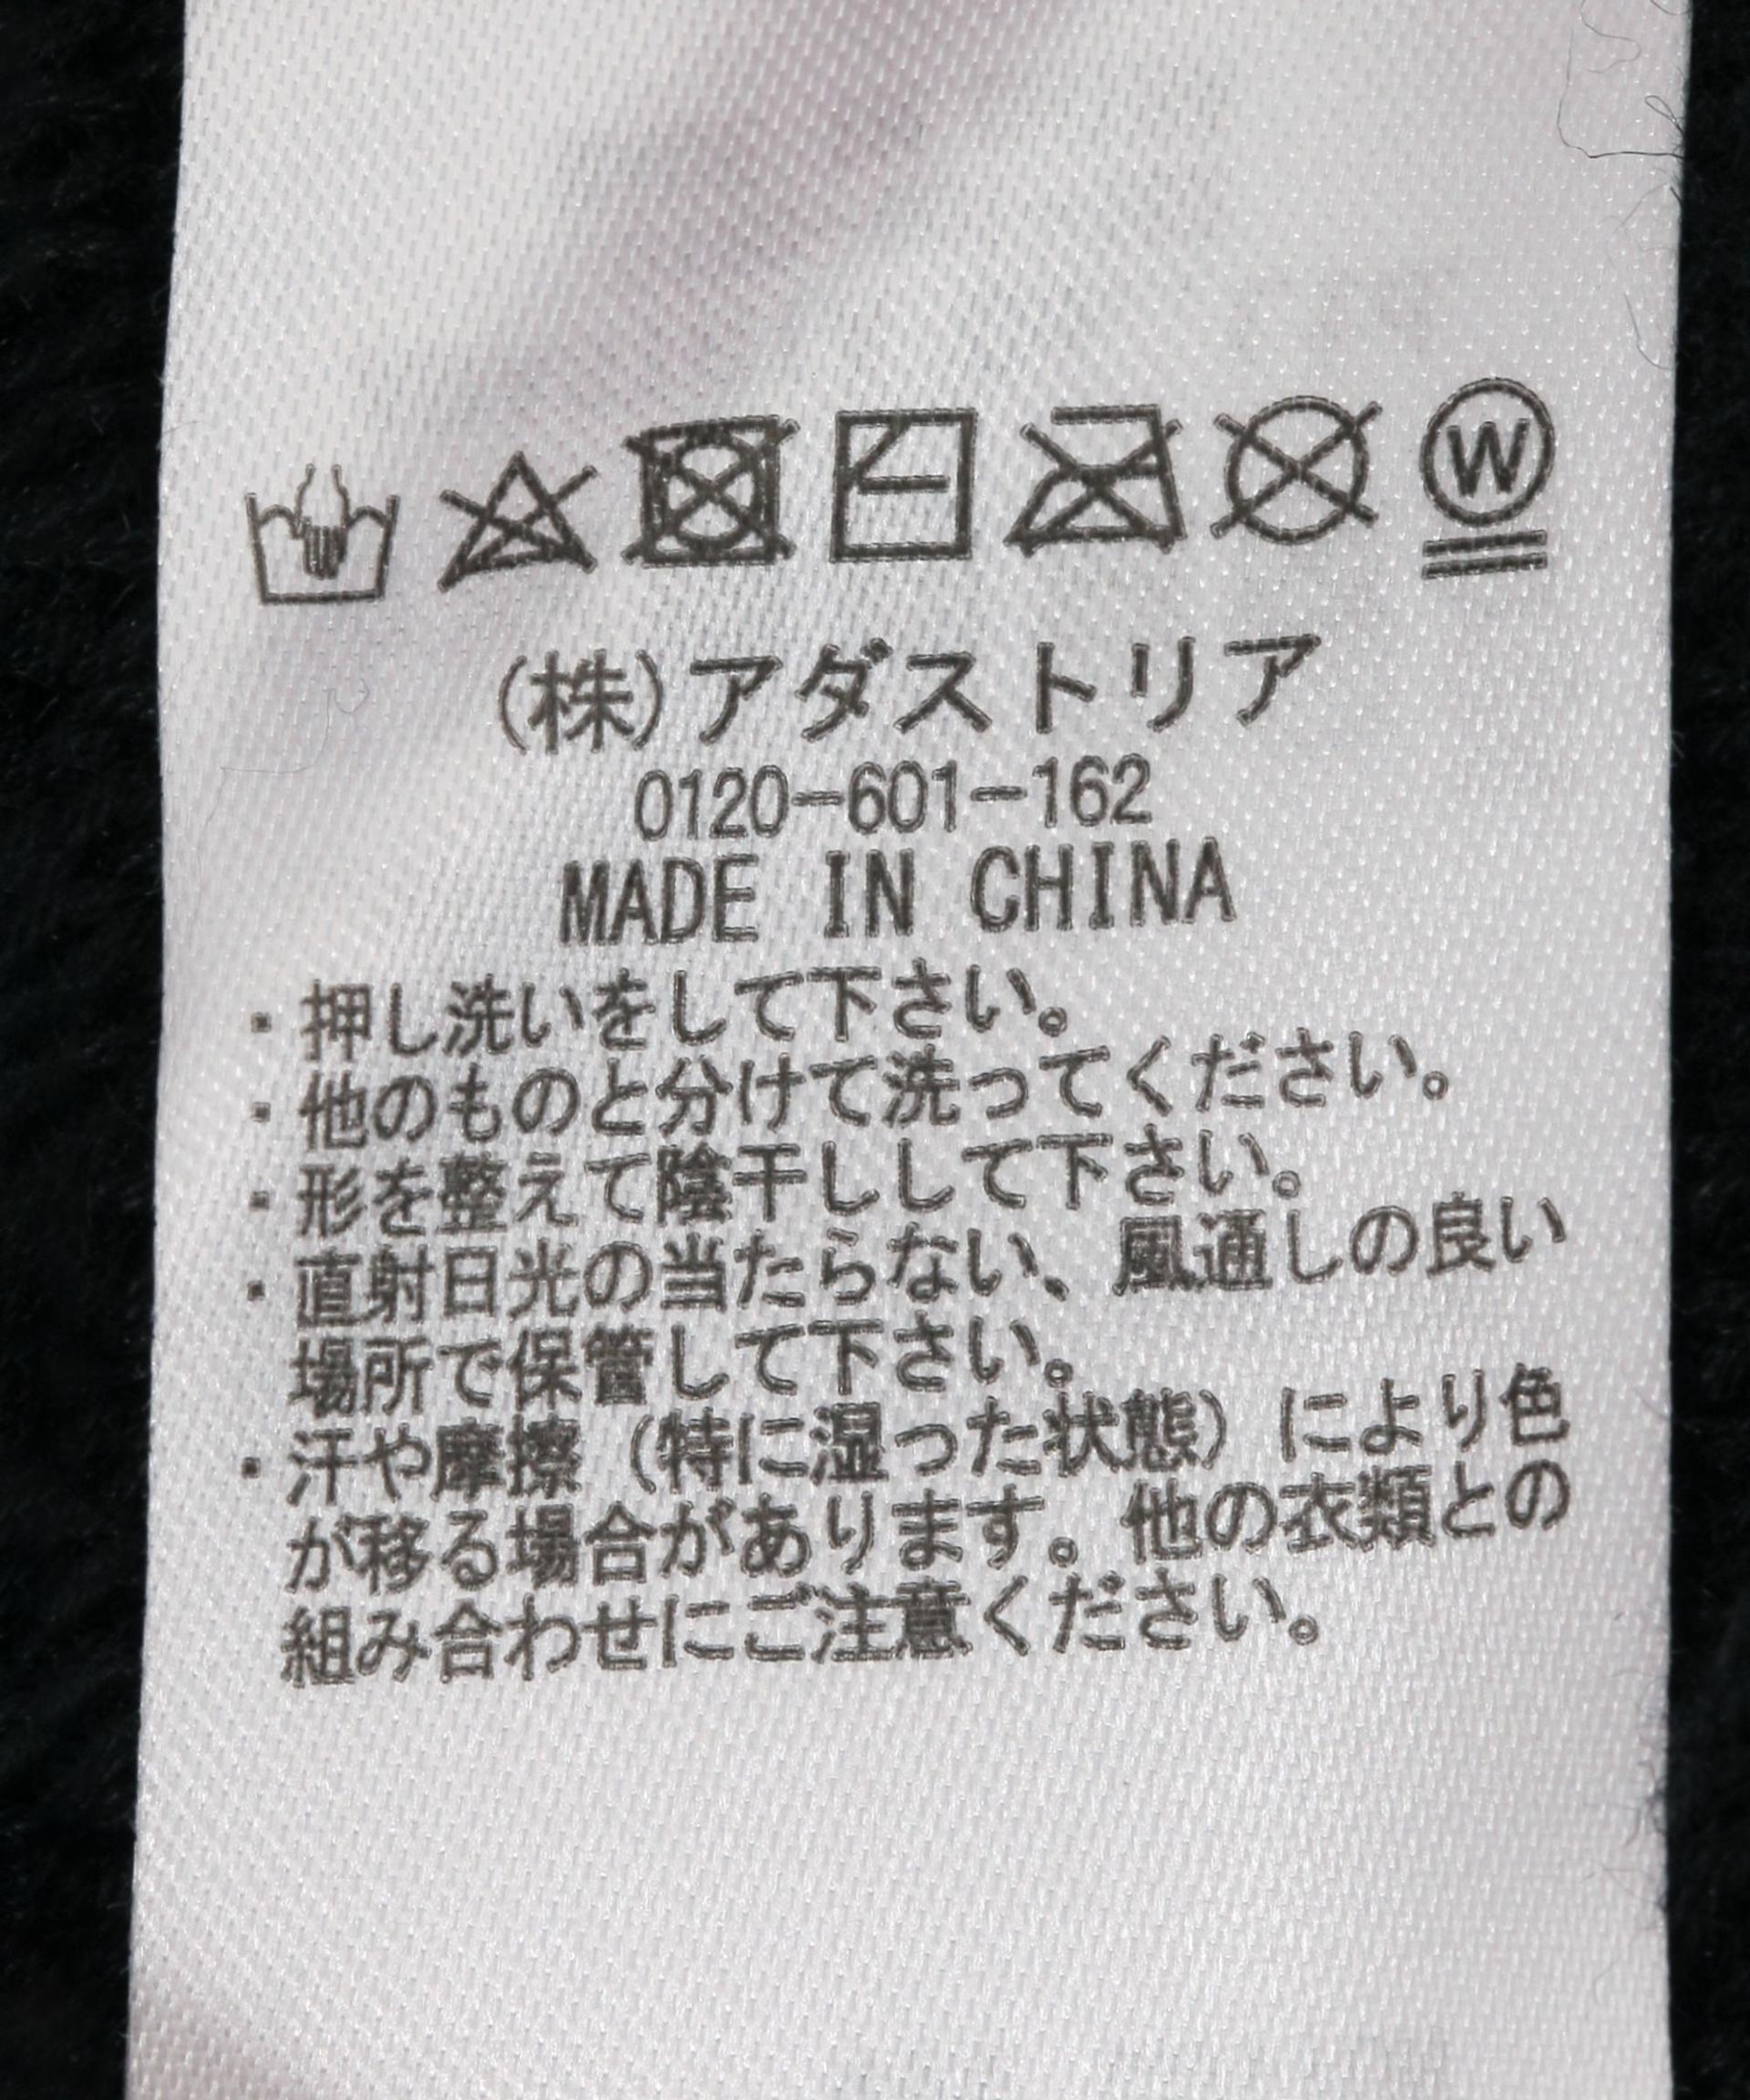 W
(株)アダストリア
0120-601-162
MADE IN CHINA
・押し洗いをして下さい。
・他のものと分けて洗ってください。
・形を整えて陰干しして下さい。
・直射日光の当たらない、風通しの良い
場所で保管して下さい。
・汗や摩擦（特に湿った状態）により色
が移る場合があります。他の衣類との
組み合わせにご注意ください。